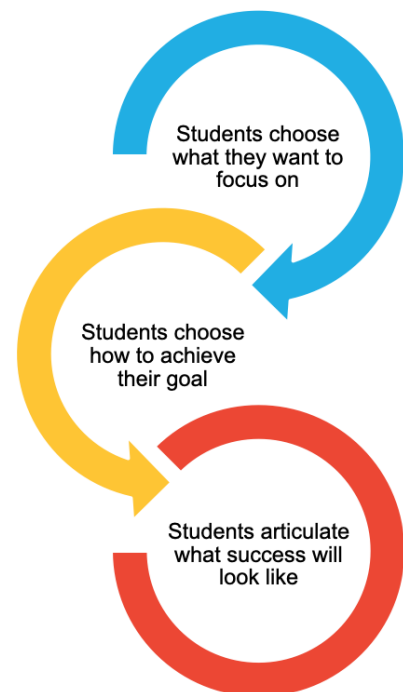 Students choose
what they want to
focus on
Students choose
how to achieve
their goal
Students articulate
what success will
look like